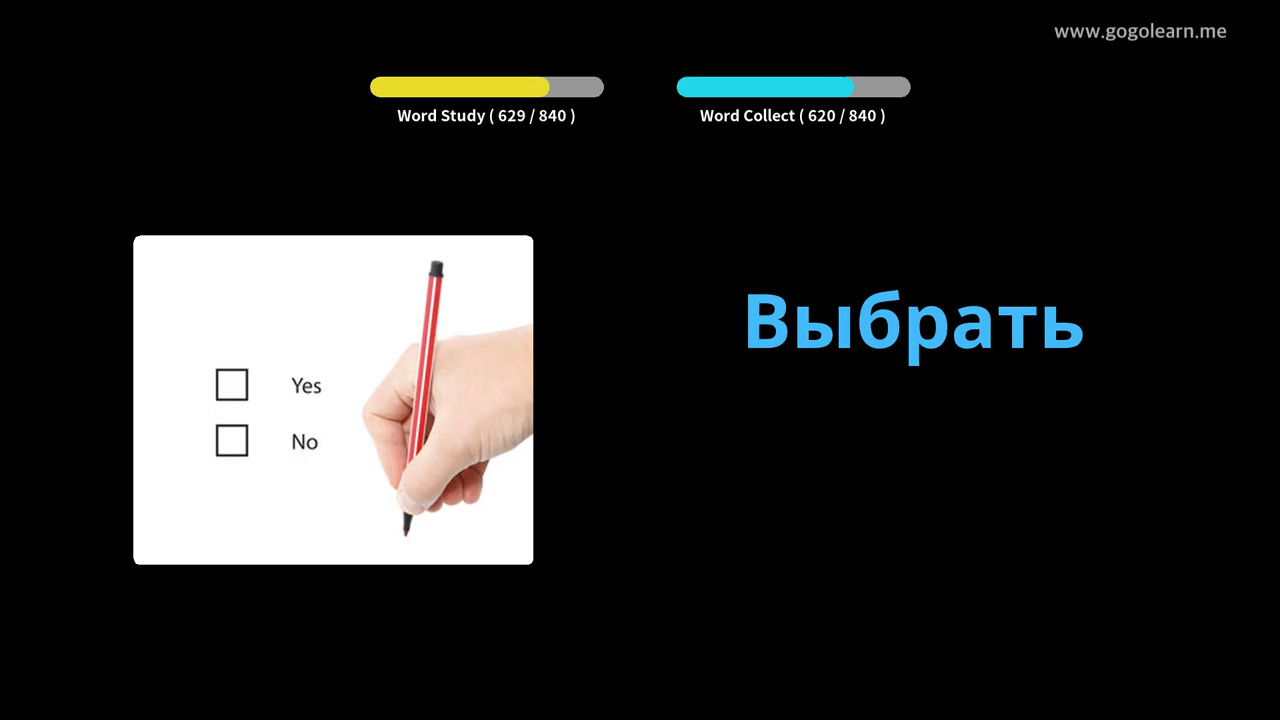 www.gogolearn.me
Word Study ( 629 / 840 )
Word Collect ( 620 / 840 )
Выбрать
Yes
No